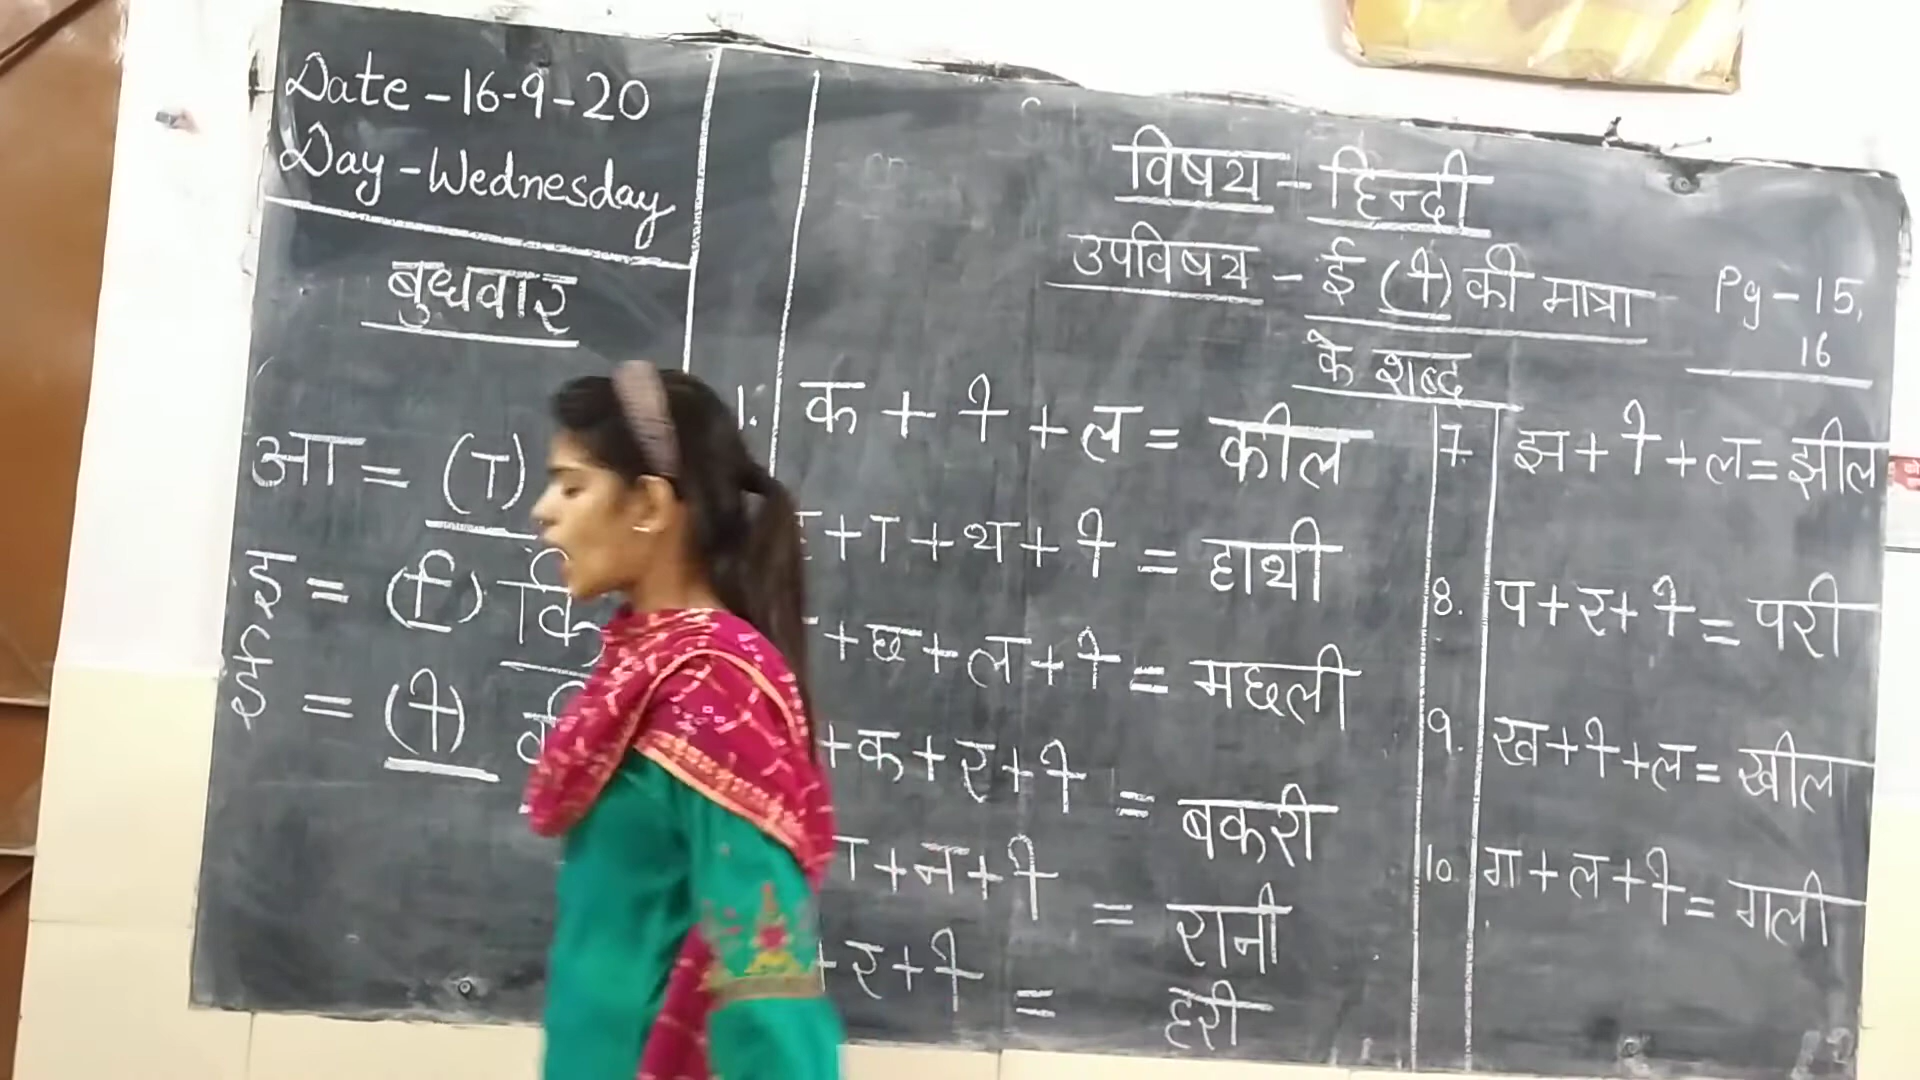 Date - 16-9-20
Day - Wednesday
बुधवार
आ = (ा)
इ = (ि) कि
ई = (ी)
विषय - हिन्दी
उपविषय - ई (ी) की मात्रा
के शब्द
Pg - 15,
16
1. क + ी + ल = कील
+ ा + थ + ी = हाथी
+ छ + ल + ी = मछली
+ क + र + ी = बकरी
ा + न + ी = रानी
+ र + ी = हरी
7. झ + ी + ल = झील
8. प + र + ी = परी
9. ख + ी + ल = खील
10. ग + ल + ी = गली